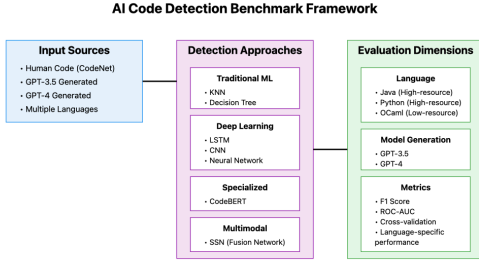 AI Code Detection Benchmark Framework
Input Sources
• Human Code (CodeNet)
• GPT-3.5 Generated
• GPT-4 Generated
• Multiple Languages
Detection Approaches
Traditional ML
• KNN
• Decision Tree
Deep Learning
• LSTM
• CNN
• Neural Network
Specialized
• CodeBERT
Multimodal
• SSN (Fusion Network)
Evaluation Dimensions
Language
• Java (High-resource)
• Python (High-resource)
• OCaml (Low-resource)
Model Generation
• GPT-3.5
• GPT-4
Metrics
• F1 Score
• ROC-AUC
• Cross-validation
• Language-specific
performance